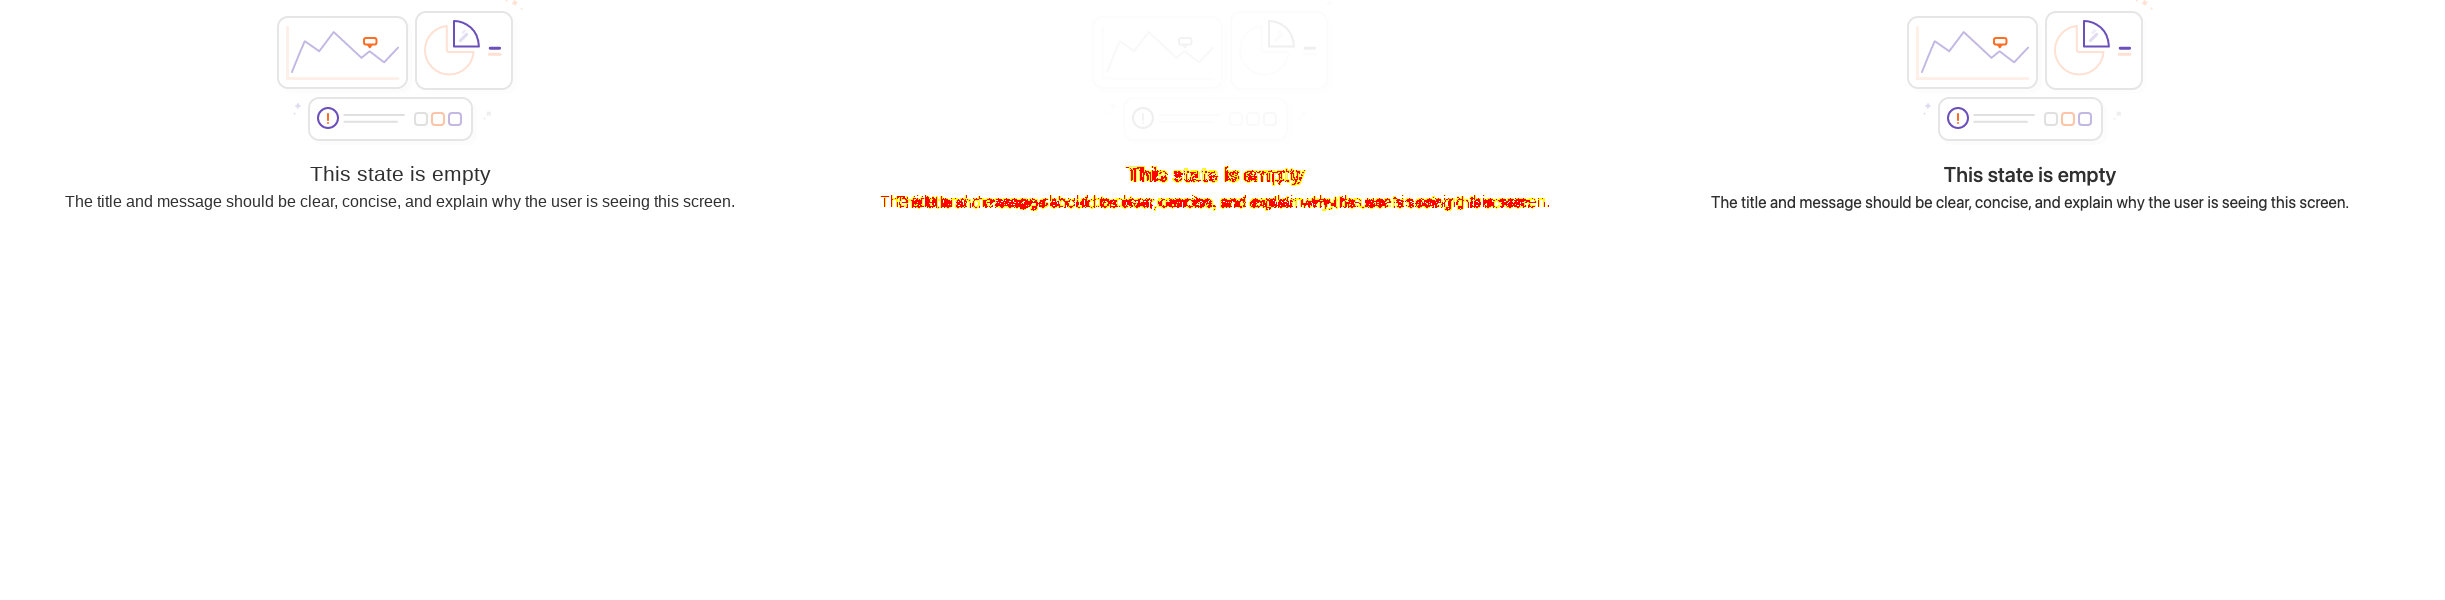 This state is empty
The title and message should be clear, concise, and explain why the user is seeing this screen.
This state is empty
The title and message should be clear, concise, and explain why the user is seeing this screen.
This state is empty
The title and message should be clear, concise, and explain why the user is seeing this screen.